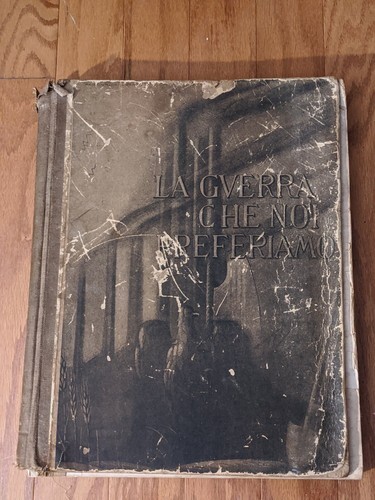 LA GVERRA
CHE NOI
PREFERIAMO